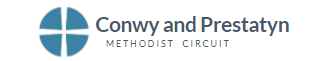 Conwy and Prestatyn
METHODIST CIRCUIT